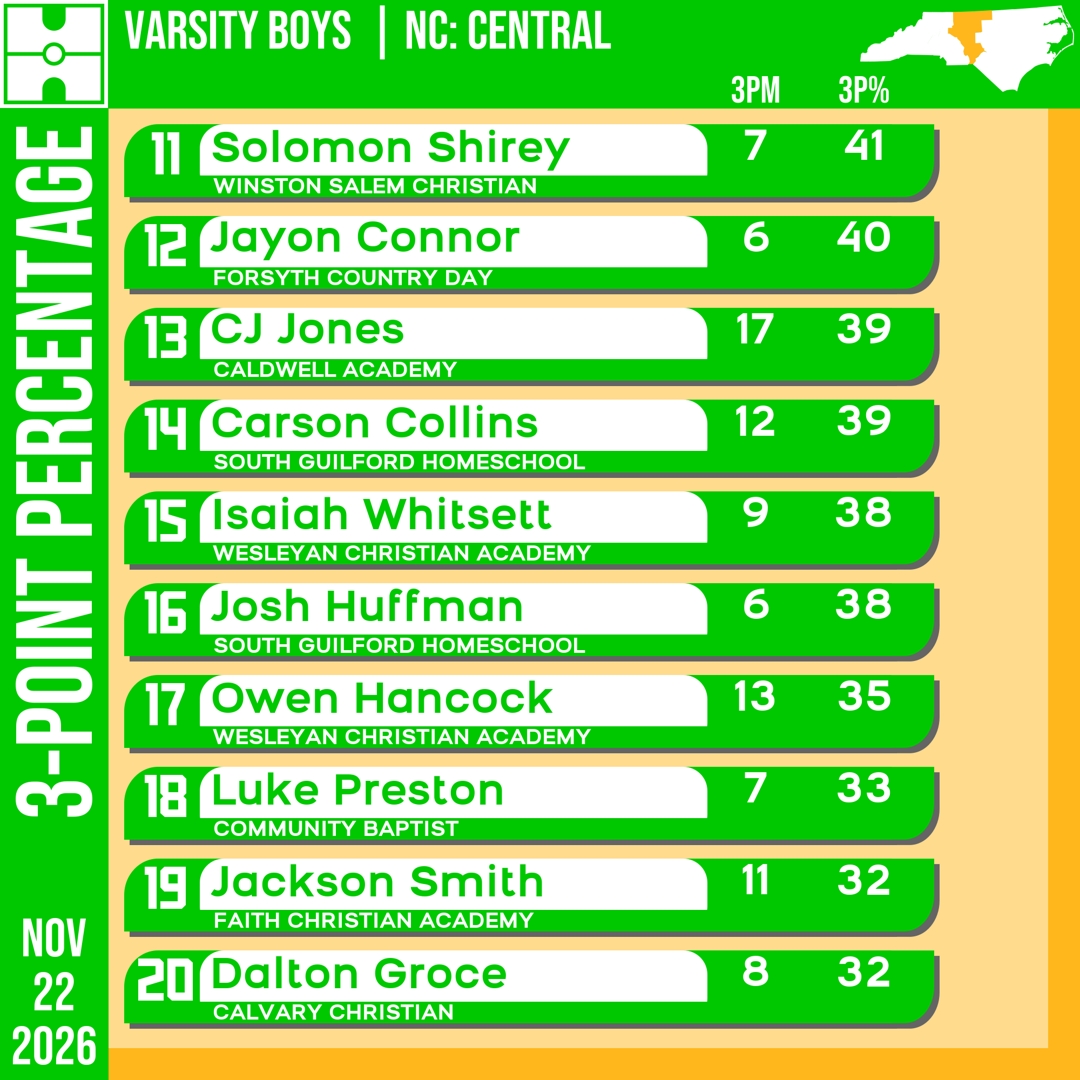 VARSITY BOYS | NC: CENTRAL
3PM 3P%
3-POINT PERCENTAGE
NOV
22
2026
11 Solomon Shirey 7 41
WINSTON SALEM CHRISTIAN
12 Jayon Connor 6 40
FORSYTH COUNTRY DAY
13 CJ Jones 17 39
CALDWELL ACADEMY
14 Carson Collins 12 39
SOUTH GUILFORD HOMESCHOOL
15 Isaiah Whitsett 9 38
WESLEYAN CHRISTIAN ACADEMY
16 Josh Huffman 6 38
SOUTH GUILFORD HOMESCHOOL
17 Owen Hancock 13 35
WESLEYAN CHRISTIAN ACADEMY
18 Luke Preston 7 33
COMMUNITY BAPTIST
19 Jackson Smith 11 32
FAITH CHRISTIAN ACADEMY
20 Dalton Groce 8 32
CALVARY CHRISTIAN